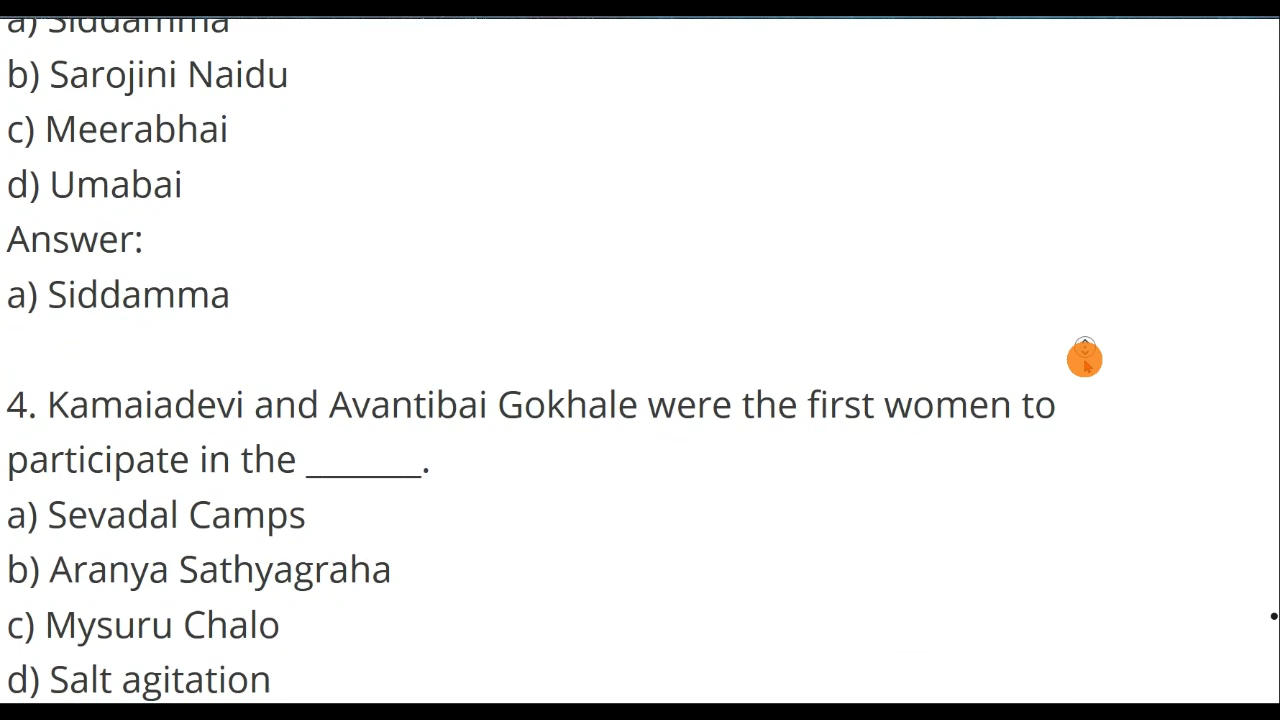 a) Siddamma
b) Sarojini Naidu
c) Meerabhai
d) Umabai
Answer:
a) Siddamma
4. Kamaiadevi and Avantibai Gokhale were the first women to
participate in the _______.
a) Sevadal Camps
b) Aranya Sathyagraha
c) Mysuru Chalo
d) Salt agitation